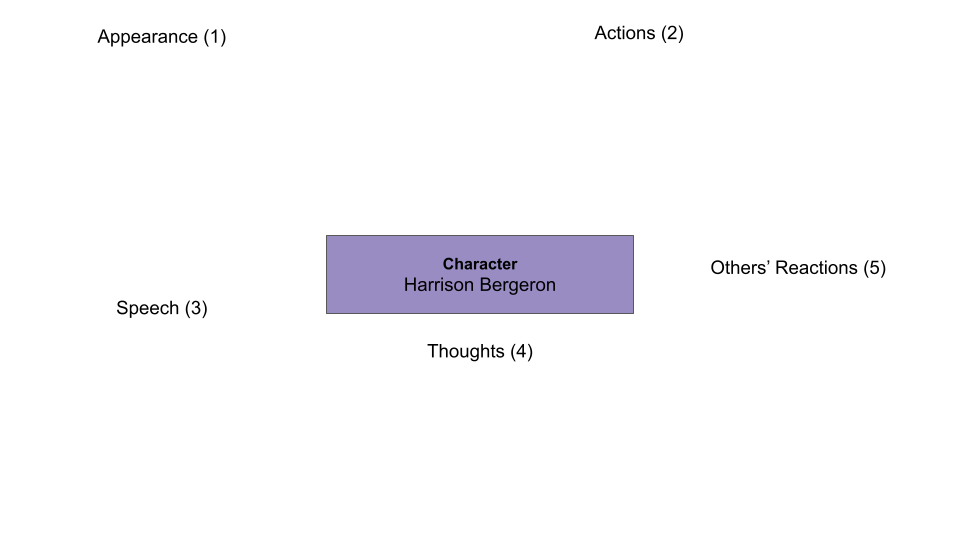 Appearance (1)
Actions (2)
Character
Harrison Bergeron
Others’ Reactions (5)
Speech (3)
Thoughts (4)